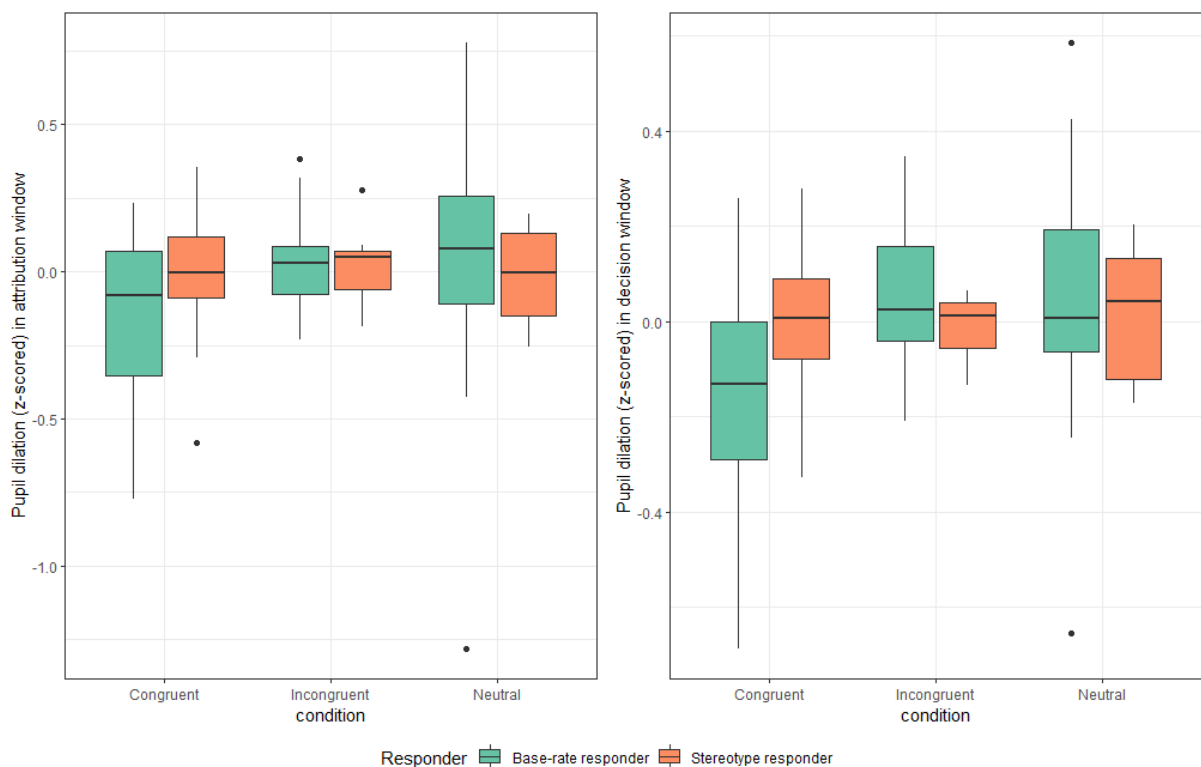 Pupil dilation (z-scored) in attribution window
0.5
0.0
-0.5
-1.0
Congruent
Incongruent
Neutral
condition
Pupil dilation (z-scored) in decision window
0.4
0.0
-0.4
Congruent
Incongruent
Neutral
condition
Responder Base-rate responder Stereotype responder